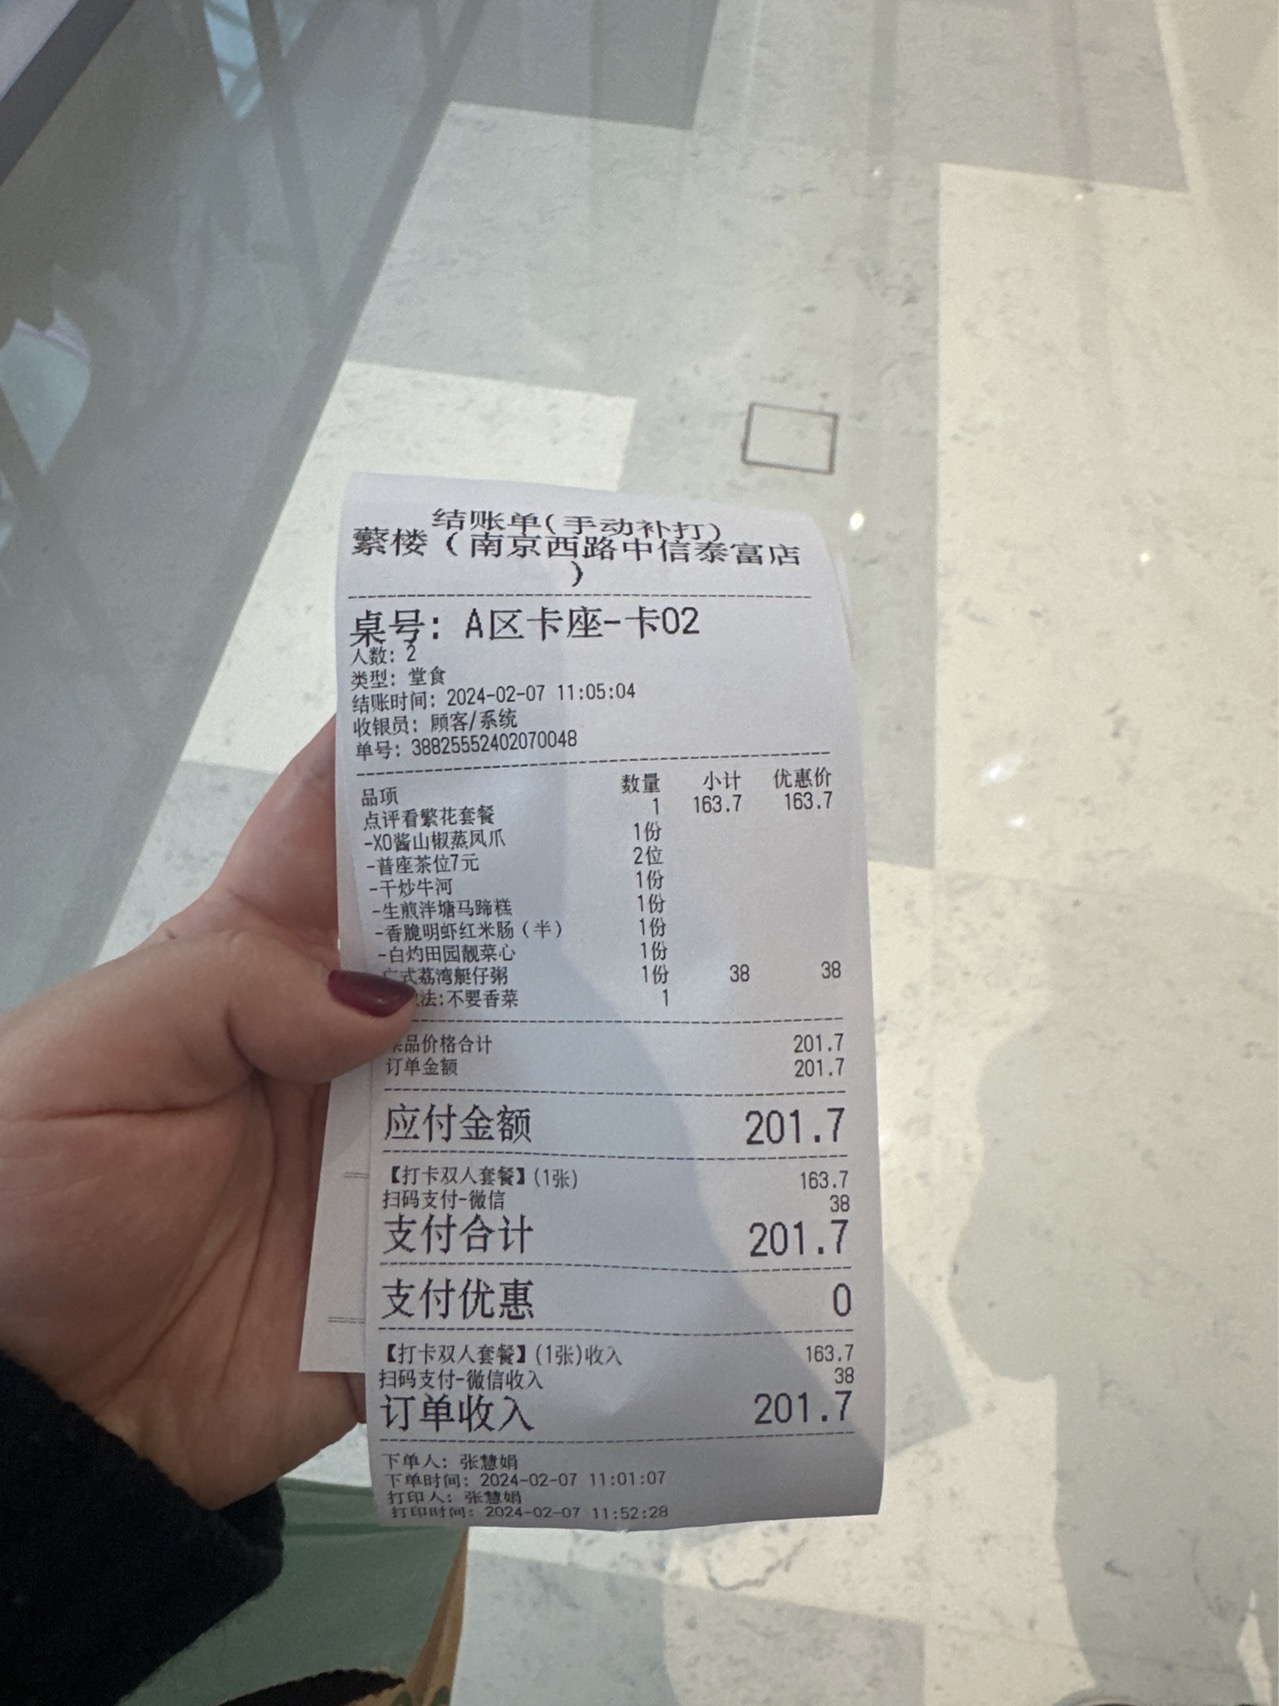 结账单(手动补打)
蘩楼(南京西路中信泰富店
)
桌号: A区卡座-卡02
人数: 2
类型: 堂食
结账时间: 2024-02-07 11:05:04
收银员: 顾客/系统
单号: 38825552402070048
品项 数量 小计 优惠价
点评看繁花套餐 1 163.7 163.7
-XO酱山椒蒸凤爪 1份
-普座茶位7元 2位
-干炒牛河 1份
-生煎泮塘马蹄糕 1份
-香脆明虾红米肠(半) 1份
-白灼田园靓菜心 1份
式荔湾艇仔粥 1份 38 38
法:不要香菜 1
品价格合计 201.7
订单金额 201.7
应付金额 201.7
【打卡双人套餐】(1张) 163.7
扫码支付-微信 38
支付合计 201.7
支付优惠 0
【打卡双人套餐】(1张)收入 163.7
扫码支付-微信收入 38
订单收入 201.7
下单人: 张慧娟
下单时间: 2024-02-07 11:01:07
打印人: 张慧娟
打印时间: 2024-02-07 11:52:28